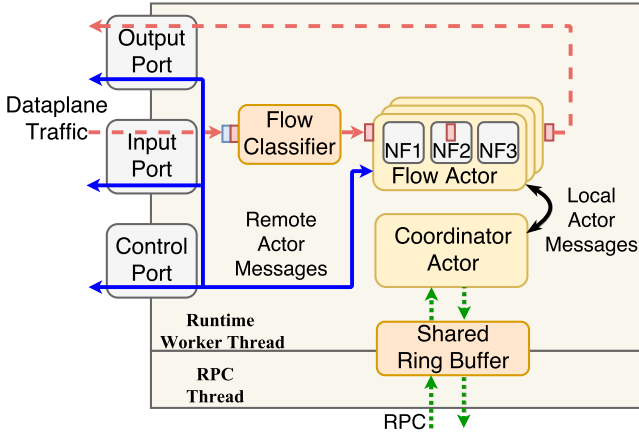 Output
Port
Dataplane
Traffic
Input
Port
Flow
Classifier
NF1
NF2
NF3
Flow Actor
Local
Actor
Messages
Control
Port
Remote
Actor
Messages
Coordinator
Actor
Runtime
Worker Thread
Shared
Ring Buffer
RPC
Thread
RPC